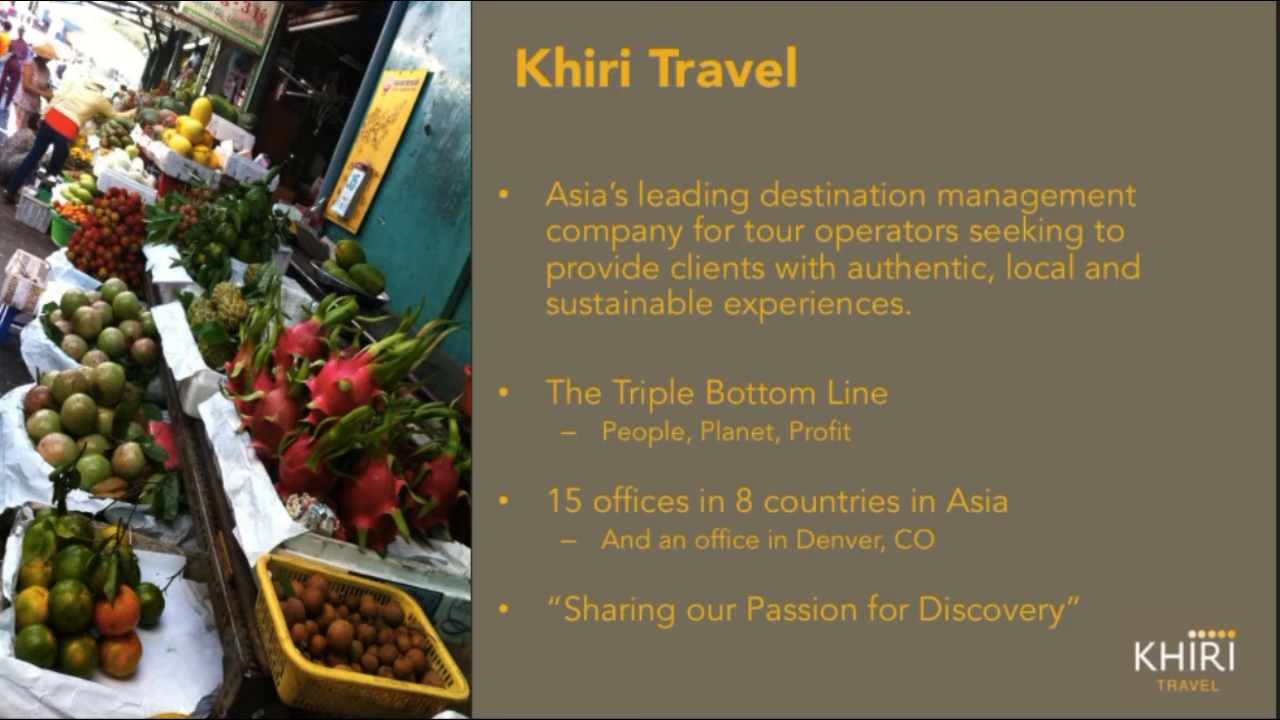 Khiri Travel
• Asia's leading destination management
company for tour operators seeking to
provide clients with authentic, local and
sustainable experiences.
• The Triple Bottom Line
– People, Planet, Profit
• 15 offices in 8 countries in Asia
– And an office in Denver, CO
• “Sharing our Passion for Discovery”
KHIRI
TRAVEL